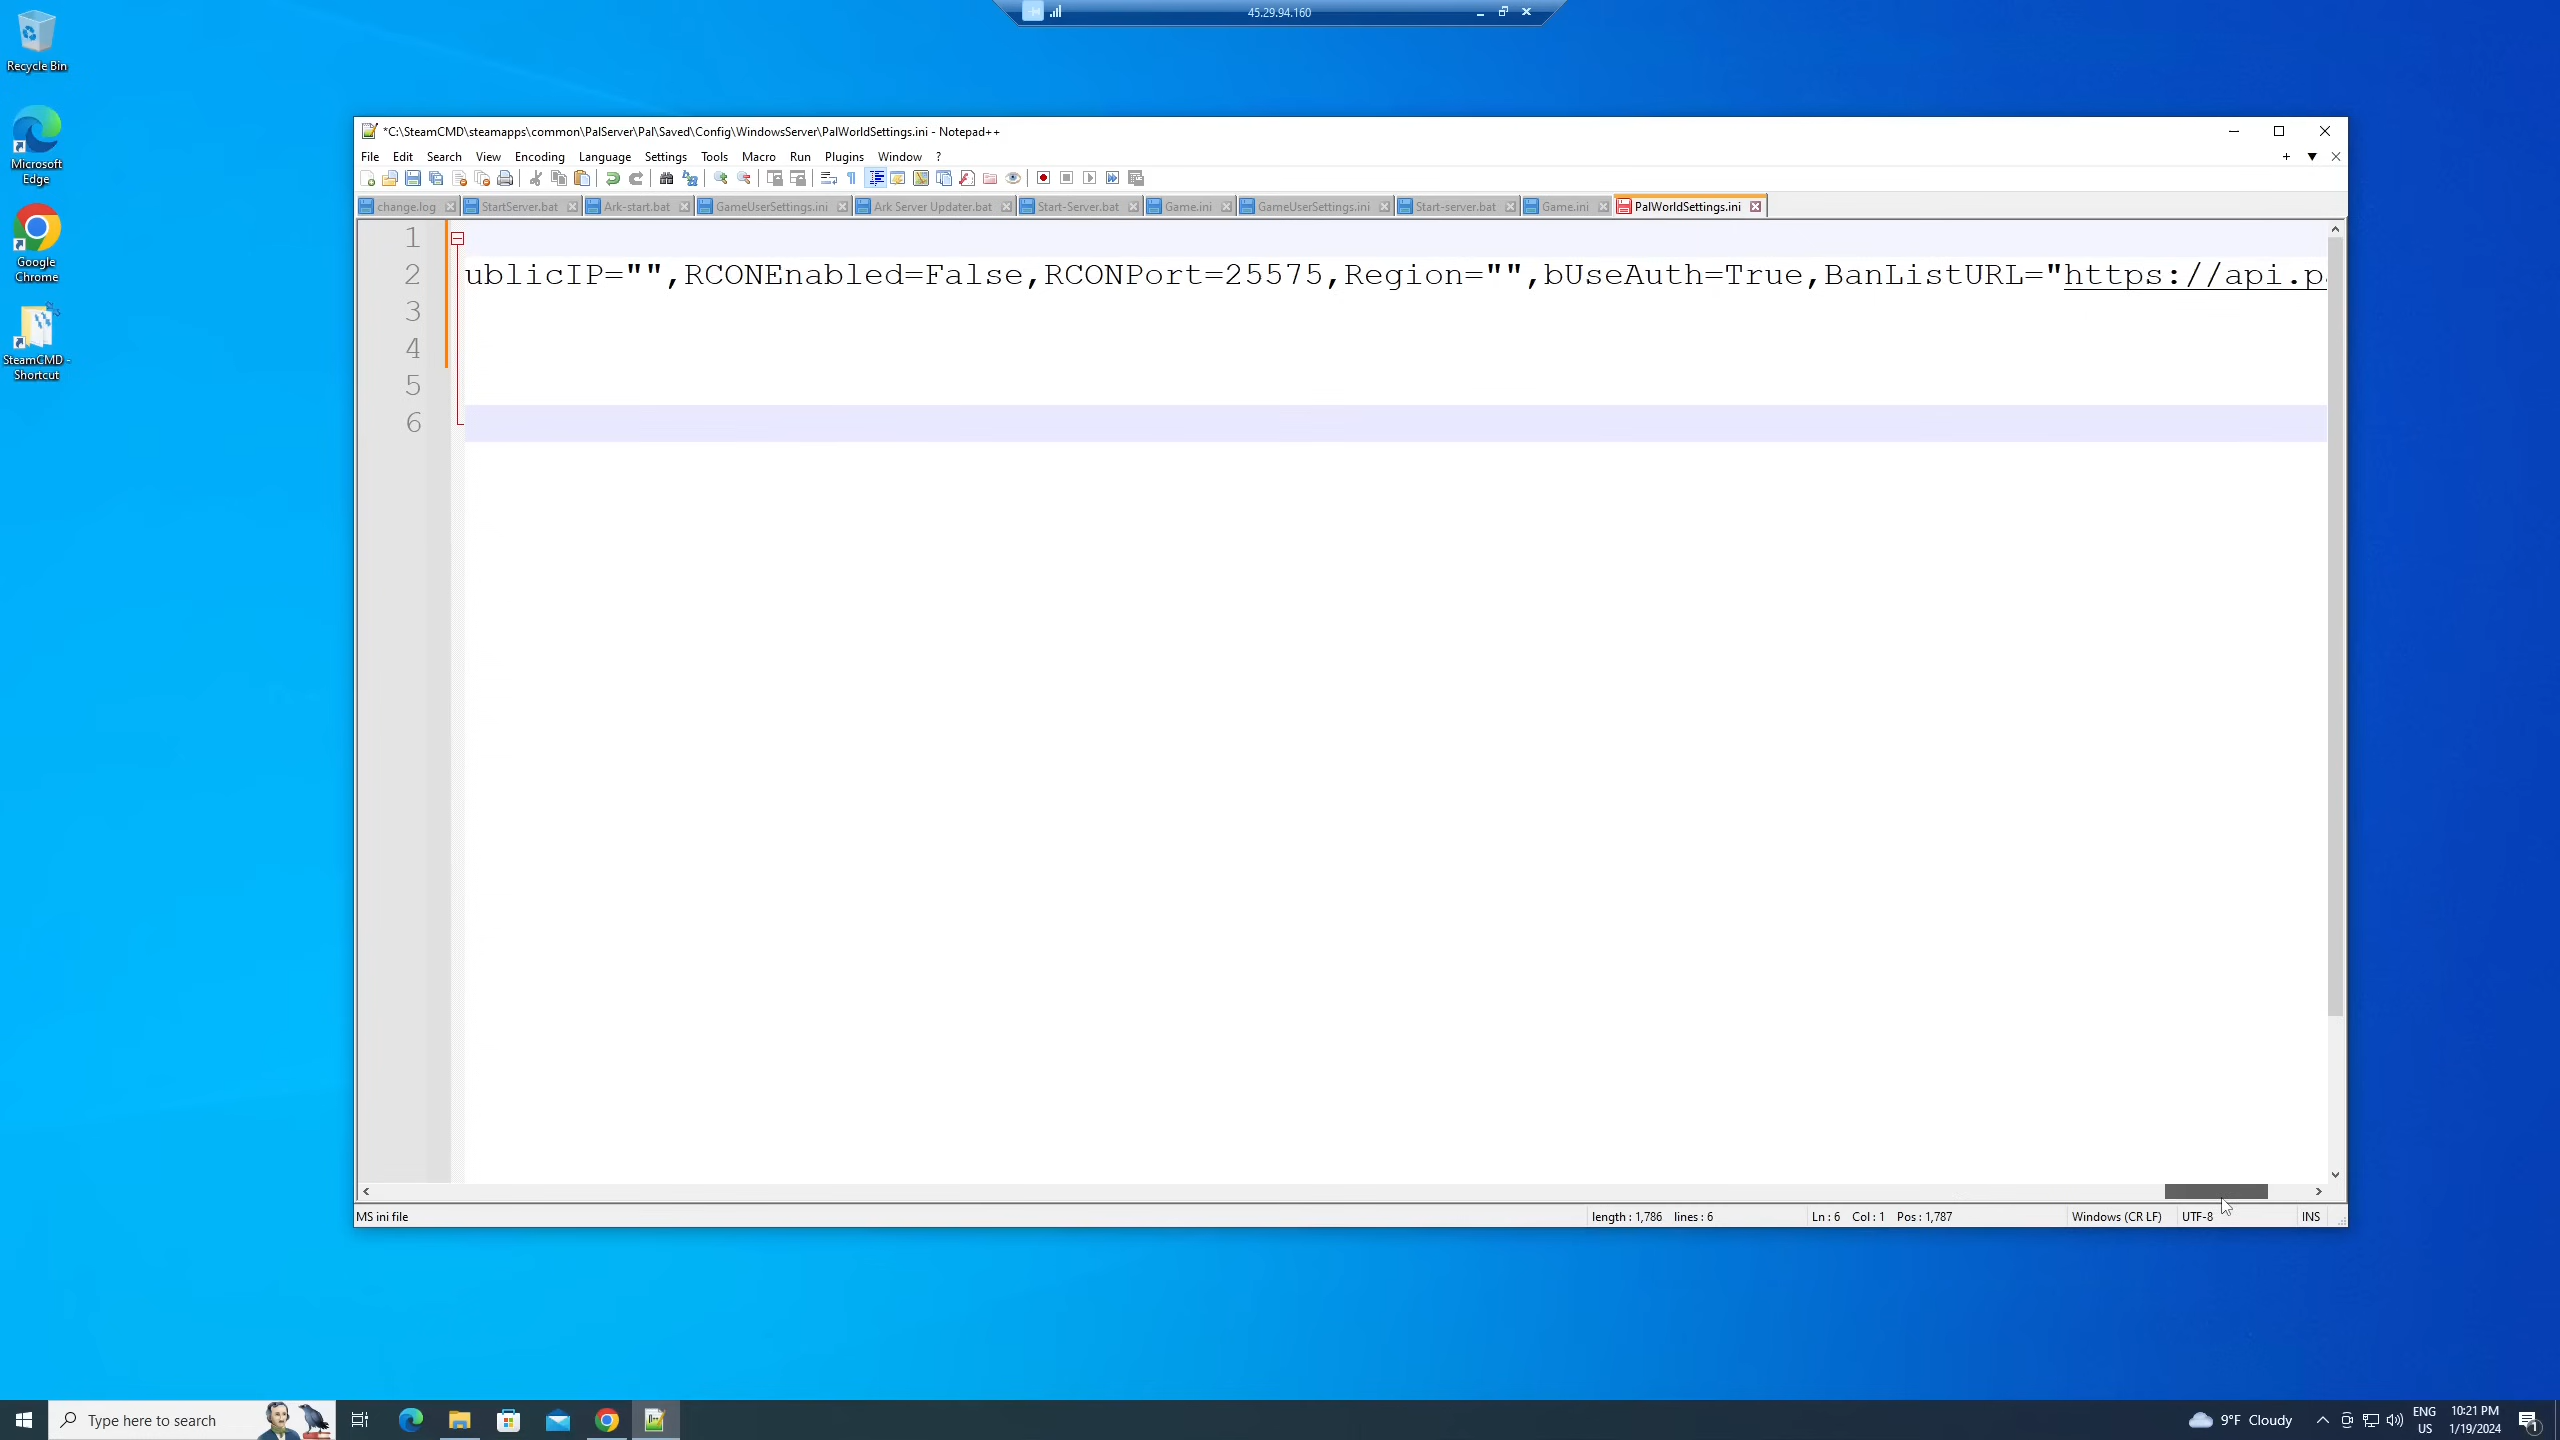 45.29.94.160
Recycle Bin
Microsoft
Edge
Google
Chrome
SteamCMD -
Shortcut
*C:\SteamCMD\steamapps\common\PalServer\Pal\Saved\Config\WindowsServer\PalWorldSettings.ini - Notepad++
File Edit Search View Encoding Language Settings Tools Macro Run Plugins Window ?
change.log StartServer.bat Ark-start.bat GameUserSettings.ini Ark Server Updater.bat Start-Server.bat Game.ini GameUserSettings.ini Start-server.bat Game.ini PalWorldSettings.ini
1
2 ublicIP="",RCONEnabled=False,RCONPort=25575,Region="",bUseAuth=True,BanListURL="https://api.p
3
4
5
6
MS ini file length : 1,786 lines : 6 Ln : 6 Col : 1 Pos : 1,787 Windows (CR LF) UTF-8 INS
Type here to search
9°F Cloudy
ENG
US
10:21 PM
1/19/2024
1